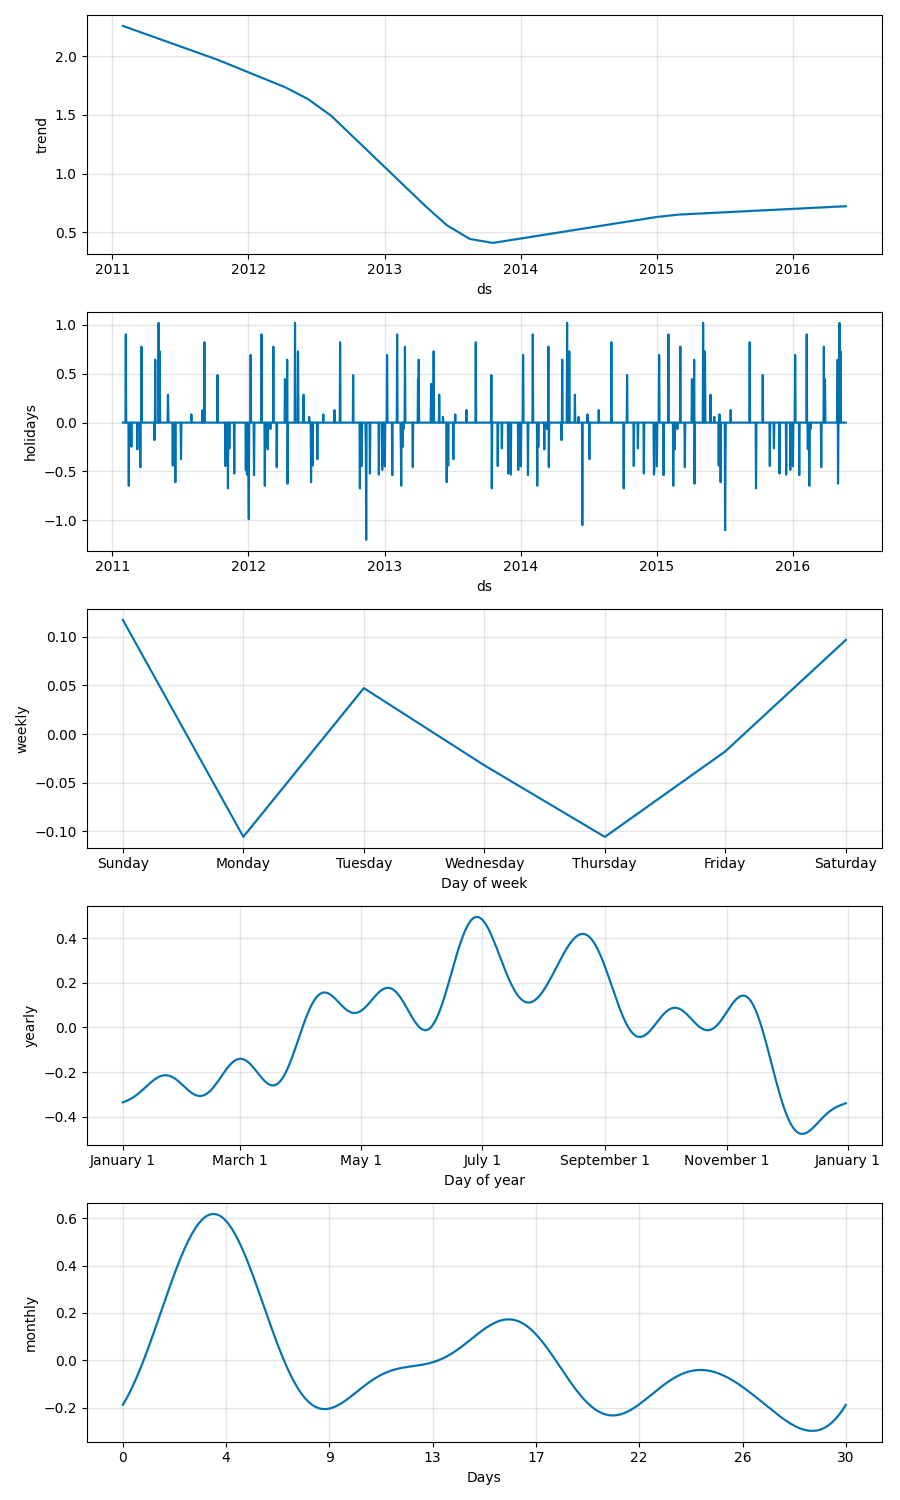 trend
2.0
1.5
1.0
0.5
2011 2012 2013 2014 2015 2016
ds
holidays
1.0
0.5
0.0
−0.5
−1.0
2011 2012 2013 2014 2015 2016
ds
weekly
0.10
0.05
0.00
−0.05
−0.10
Sunday Monday Tuesday Wednesday Thursday Friday Saturday
Day of week
yearly
0.4
0.2
0.0
−0.2
−0.4
January 1 March 1 May 1 July 1 September 1 November 1 January 1
Day of year
monthly
0.6
0.4
0.2
0.0
−0.2
0 4 9 13 17 22 26 30
Days